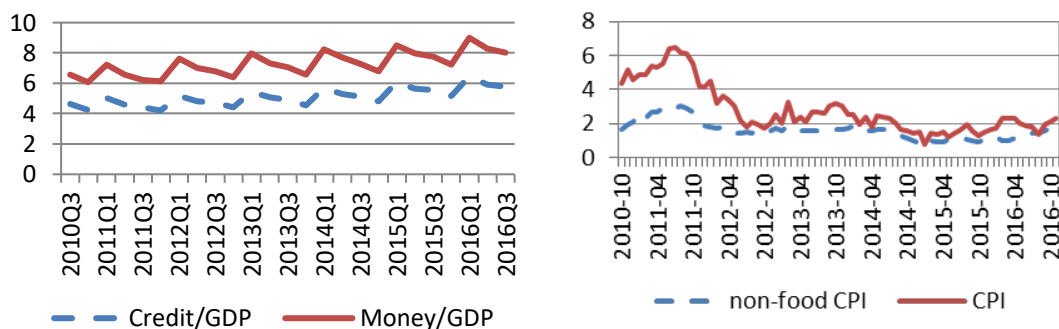 10
8
6
4
2
0
2010Q3
2011Q1
2011Q3
2012Q1
2012Q3
2013Q1
2013Q3
2014Q1
2014Q3
2015Q1
2015Q3
2016Q1
2016Q3
Credit/GDP
Money/GDP
8
6
4
2
0
2010-10
2011-04
2011-10
2012-04
2012-10
2013-04
2013-10
2014-04
2014-10
2015-04
2015-10
2016-04
2016-10
non-food CPI
CPI